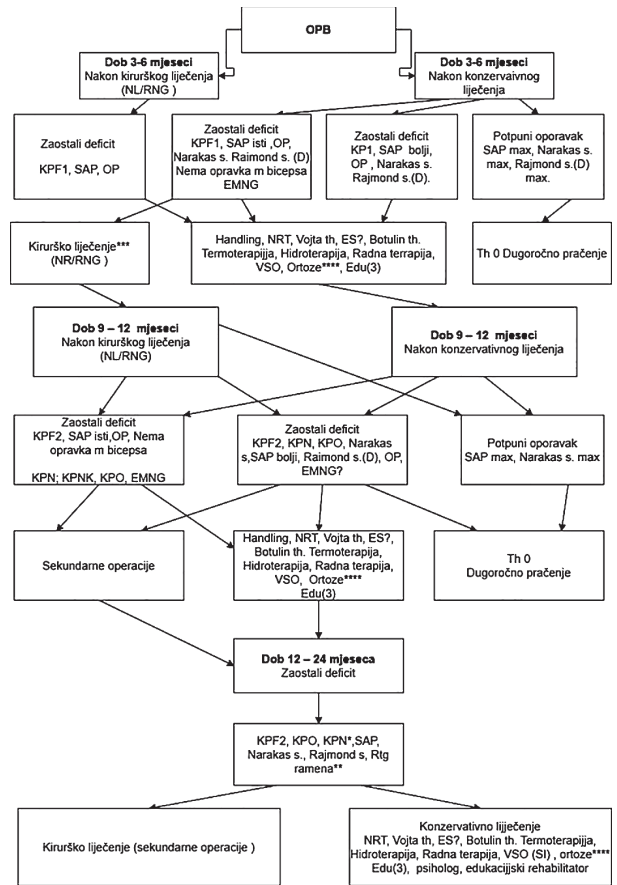 OPB
Dob 3-6 mjeseci
Nakon kirurškog liječenja
(NL/RNG )
Dob 3-6 mjeseci
Nakon konzervaivnog
liječenja
Zaostali deficit
KPF1, SAP, OP
Zaostali deficit
KPF1, SAP isti ,OP,
Narakas s. Raimond s. (D)
Nema opravka m bicepsa
EMNG
Zaostali deficit
KP1, SAP bolji,
OP , Narakas s.
Rajmond s.(D).
Potpuni oporavak
SAP max, Narakas s.
max, Rajmond s.(D)
max.
Kirurško liječenje***
(NR/RNG )
Handling, NRT, Vojta th, ES?, Botulin th.
Termoterapijja, Hidroterapija, Radna terrapija,
VSO, Ortoze****, Edu(3)
Th 0 Dugoročno pračenje
Dob 9 – 12 mjeseci
Nakon kirurškog liječenja
(NL/RNG)
Dob 9 – 12 mjeseci
Nakon konzervativnog liječenja
Zaostali deficit
KPF2, SAP isti,OP, Nema
opravka m bicepsa
KPN; KPNK, KPO, EMNG
Zaostali deficit
KPF2, KPN, KPO, Narakas
s,SAP bolji, Raimond s.(D), OP,
EMNG?
Potpuni oporavak
SAP max, Narakas s. max
Sekundarne operacije
Handling, NRT, Vojta th, ES?,
Botulin th. Termoterapija,
Hidroterapija, Radna terapija,
VSO, Ortoze****
Edu(3)
Th 0
Dugoročno pračenje
Dob 12 – 24 mjeseca
Zaostali deficit
KPF2, KPO, KPN*,SAP,
Narakas s., Rajmond s, Rtg
ramena**
Kirurško liječenje (sekundarne operacije )
Konzervativno lijječenje
NRT, Vojta th, ES?, Botulin th. Termoterapijja,
Hidroterapija, Radna terapija, VSO (SI) , ortoze****
Edu(3), psiholog, edukacijjski rehabilitator